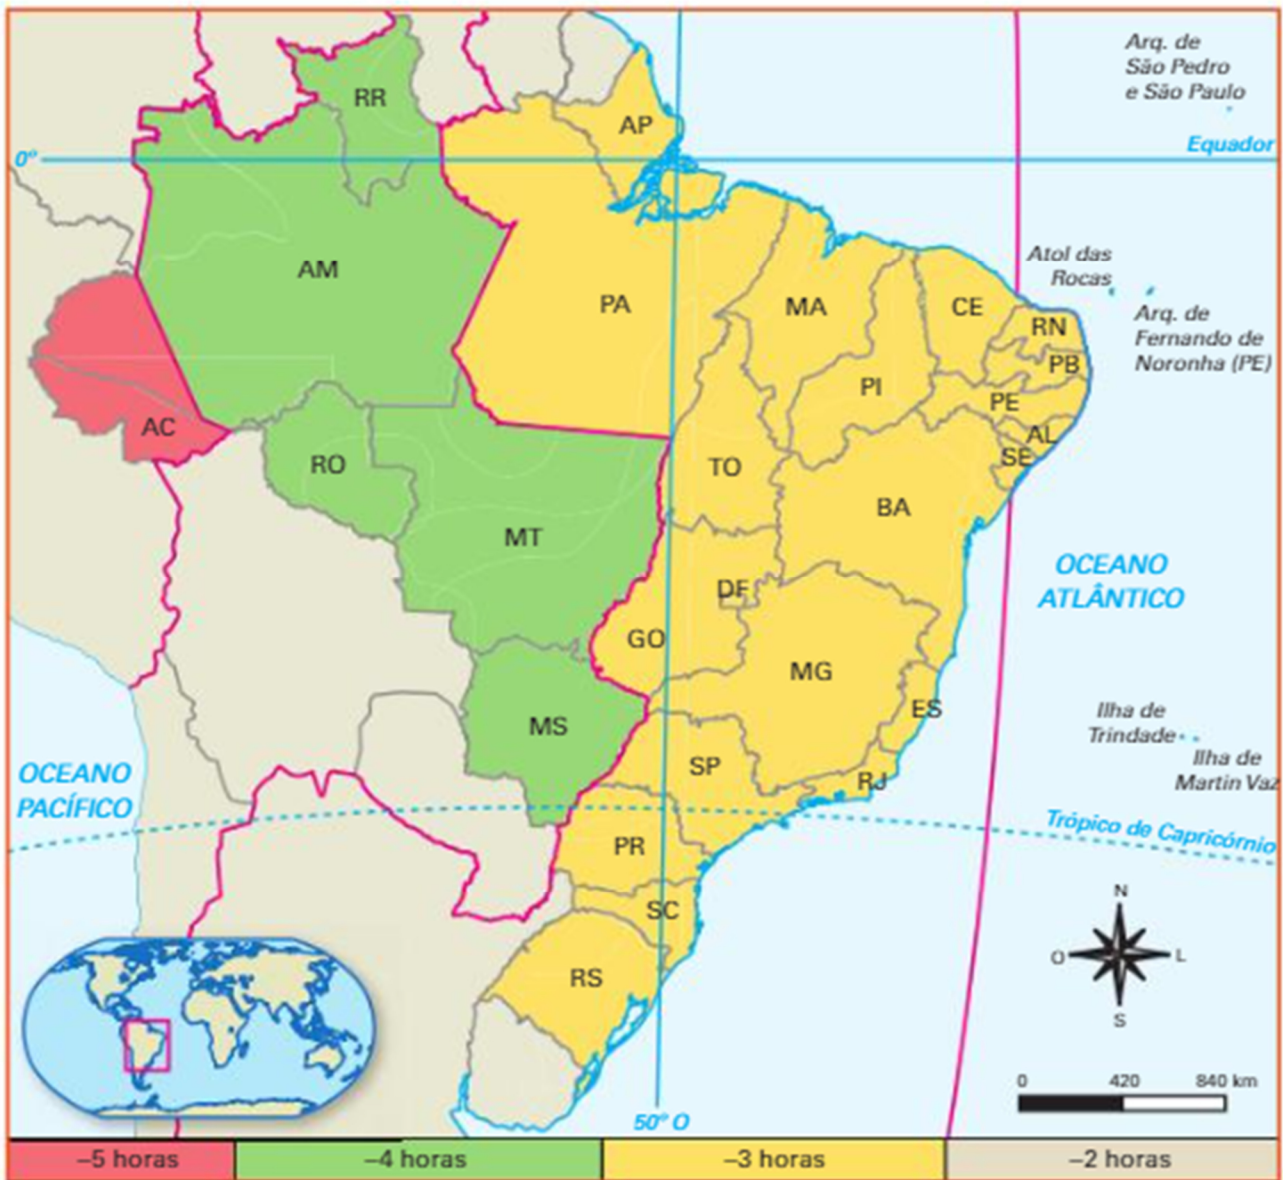 Arq. de
São Pedro
e São Paulo
RR
AP
Equador
0º
Atol das
Rocas
AM
PA
MA
CE
RN
Arq. de
Fernando de
Noronha (PE)
PB
PI
PE
AC
AL
SE
RO
TO
BA
MT
OCEANO
ATLÂNTICO
DF
GO
MG
ES
Ilha de
Trindade
MS
Ilha de
Martin Vaz
OCEANO
PACÍFICO
SP
RJ
Trópico de Capricórnio
PR
SC
N
O
L
S
RS
0 420 840 km
50º O
–5 horas
–4 horas
–3 horas
–2 horas